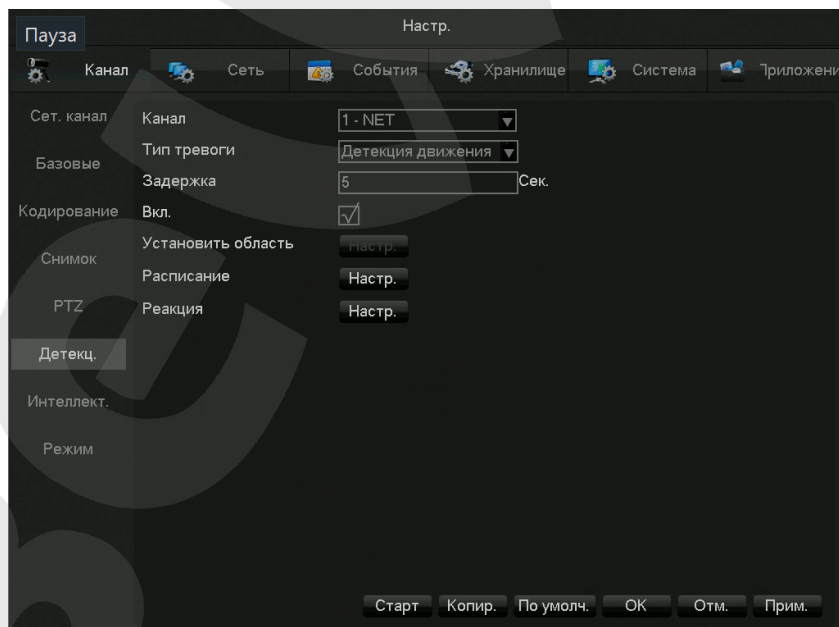 Настр.
Пауза
Канал Сеть События Хранилище Система Приложени
Сет. канал
Базовые
Кодирование
Снимок
PTZ
Детекц.
Интеллект.
Режим
Канал 1 - NET
Тип тревоги Детекция движения
Задержка 5 Сек.
Вкл.
Установить область Настр.
Расписание Настр.
Реакция Настр.
Старт Копир. По умолч. OK Отм. Прим.